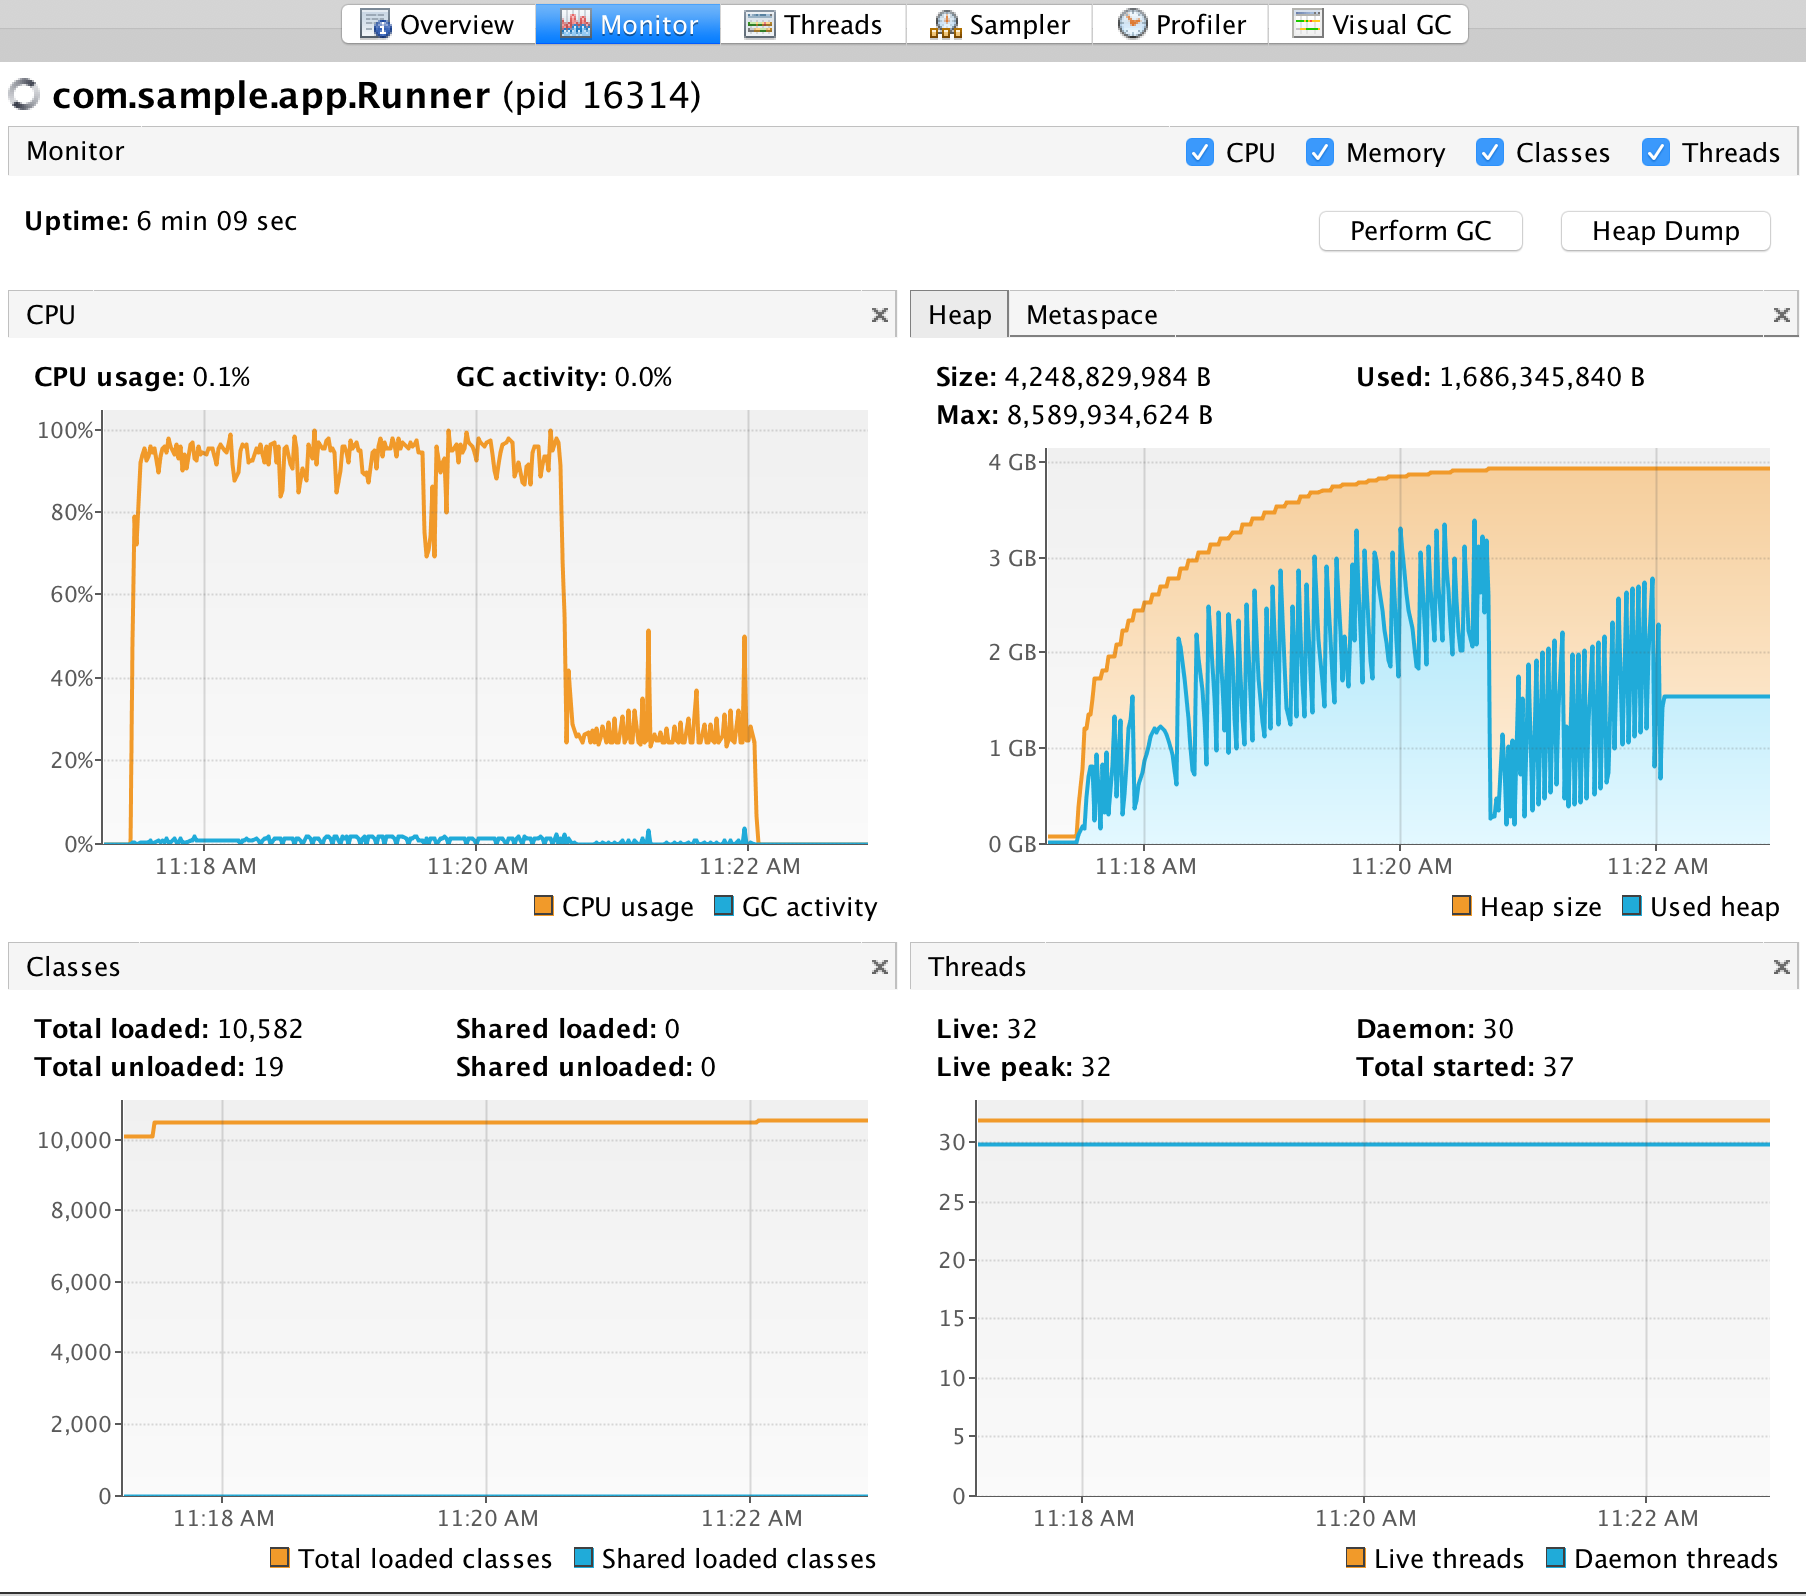 Overview Monitor Threads Sampler Profiler Visual GC
com.sample.app.Runner (pid 16314)
Monitor CPU Memory Classes Threads
Uptime: 6 min 09 sec
Perform GC Heap Dump
CPU
CPU usage: 0.1% GC activity: 0.0%
100%
80%
60%
40%
20%
0%
11:18 AM 11:20 AM 11:22 AM
CPU usage GC activity
Heap Metaspace
Size: 4,248,829,984 B Used: 1,686,345,840 B
Max: 8,589,934,624 B
4 GB
3 GB
2 GB
1 GB
0 GB
11:18 AM 11:20 AM 11:22 AM
Heap size Used heap
Classes
Total loaded: 10,582 Shared loaded: 0
Total unloaded: 19 Shared unloaded: 0
10,000
8,000
6,000
4,000
2,000
0
11:18 AM 11:20 AM 11:22 AM
Total loaded classes Shared loaded classes
Threads
Live: 32 Daemon: 30
Live peak: 32 Total started: 37
30
25
20
15
10
5
0
11:18 AM 11:20 AM 11:22 AM
Live threads Daemon threads